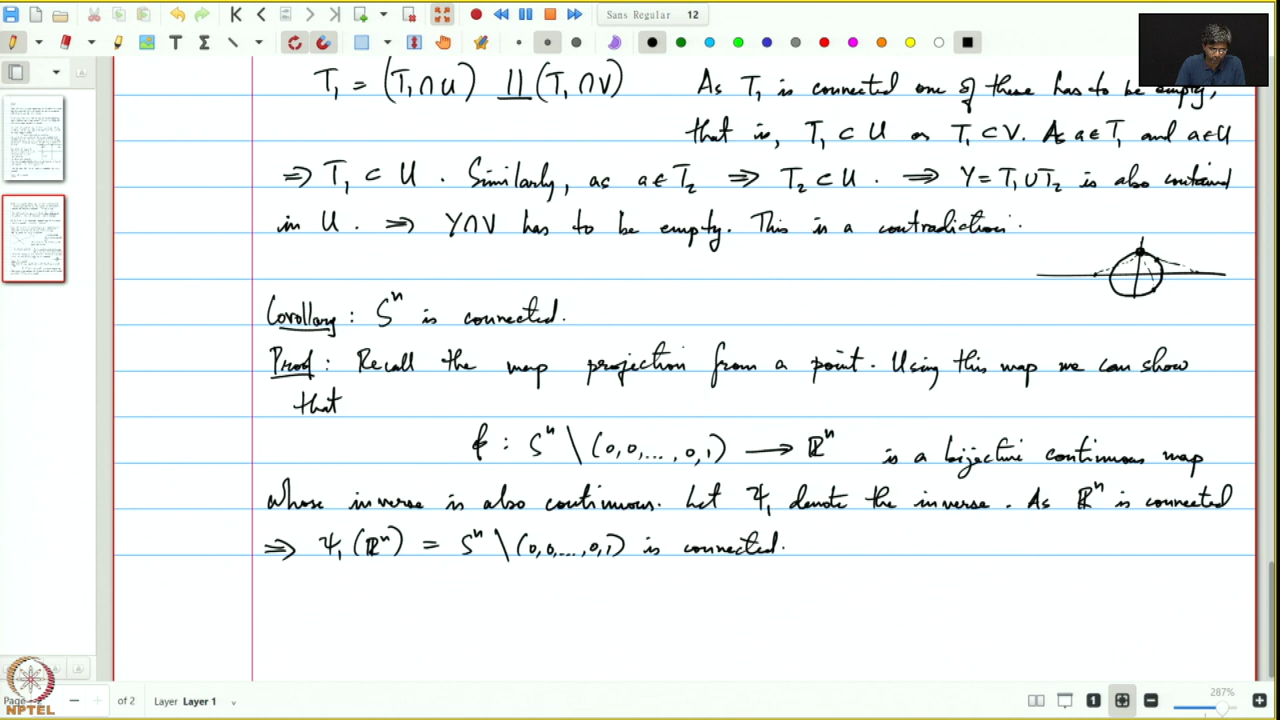 Sans Regular 12
T₁ = (T₁ ∩ U) ⨿ (T₁ ∩ V) As T₁ is connected one of these has to be empty,
that is, T₁ ⊂ U or T₁ ⊂ V. As a ∈ T₁ and a ∈ U
⇒ T₁ ⊂ U. Similarly, as a ∈ T₂ ⇒ T₂ ⊂ U. ⇒ Y = T₁ ∪ T₂ is also contained
in U. ⇒ Y ∩ V has to be empty. This is a contradiction.
Corollary: Sⁿ is connected.
Proof: Recall the map projection from a point. Using this map we can show
that
f : Sⁿ \ (0,0,...,0,1) ⟶ ℝⁿ is a bijective continuous map
whose inverse is also continuous. Let Ψ₁ denote the inverse. As ℝⁿ is connected
⇒ Ψ₁(ℝⁿ) = Sⁿ \ (0,0,...,0,1) is connected.
NPTEL
of 2 Layer Layer 1
287%